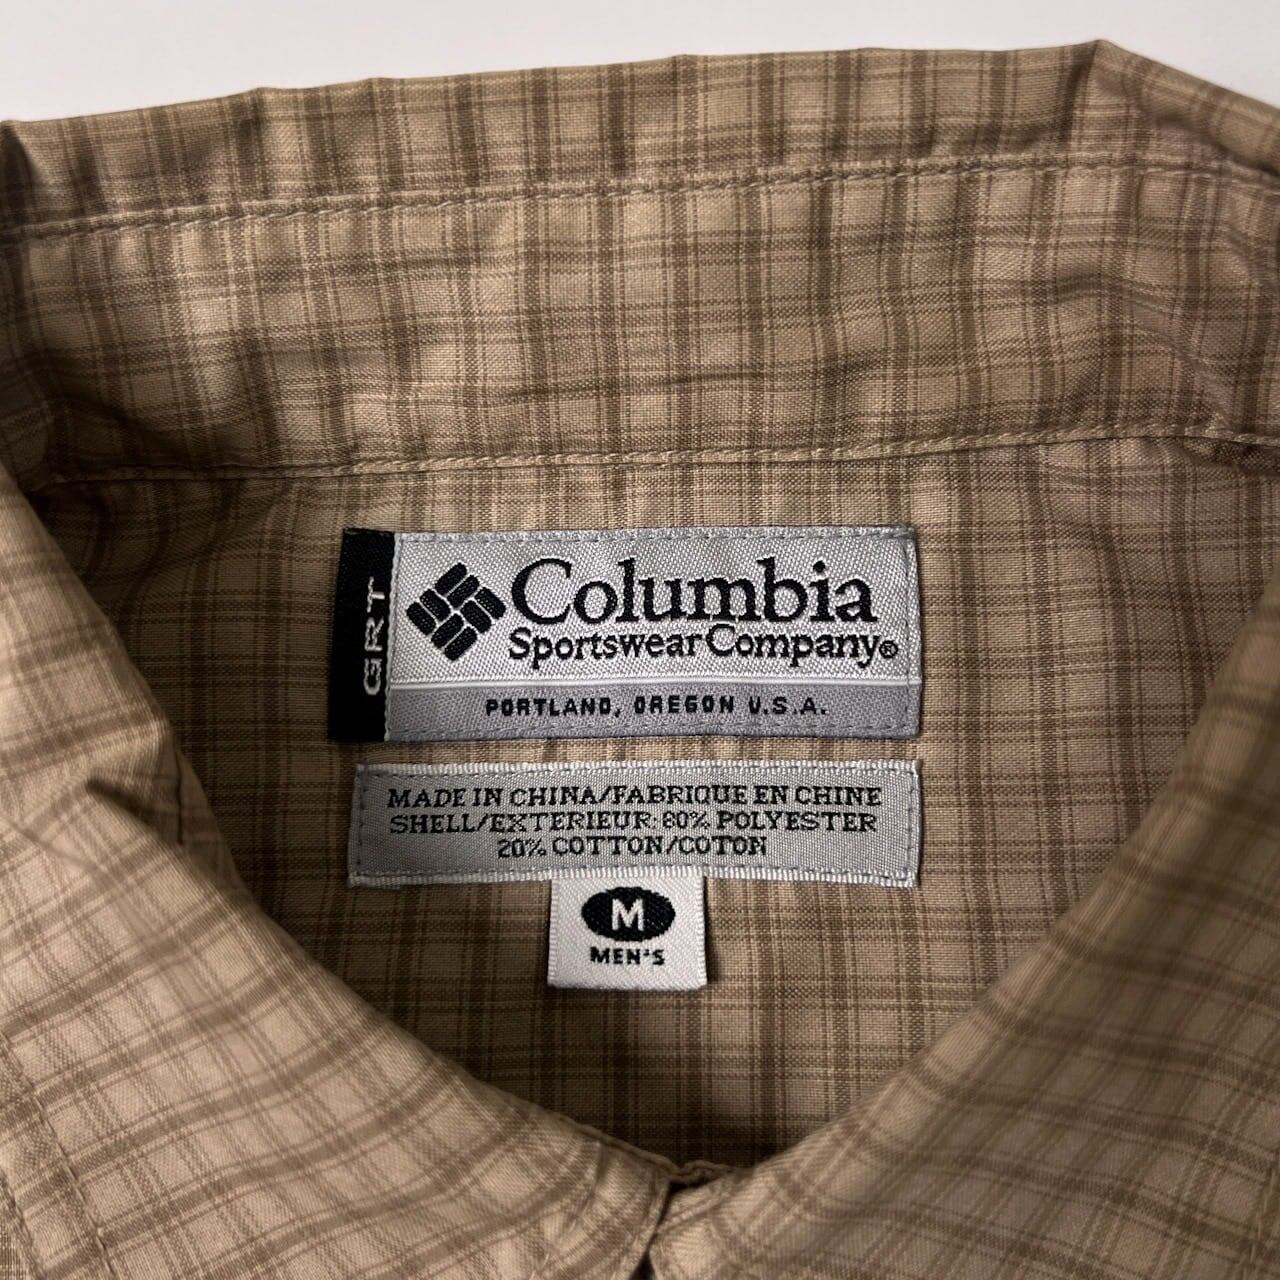 GRT
Columbia
Sportswear Company®
PORTLAND, OREGON U.S.A.
MADE IN CHINA/FABRIQUE EN CHINE
SHELL/EXTERIEUR: 80% POLYESTER
20% COTTON/COTON
M
MEN'S